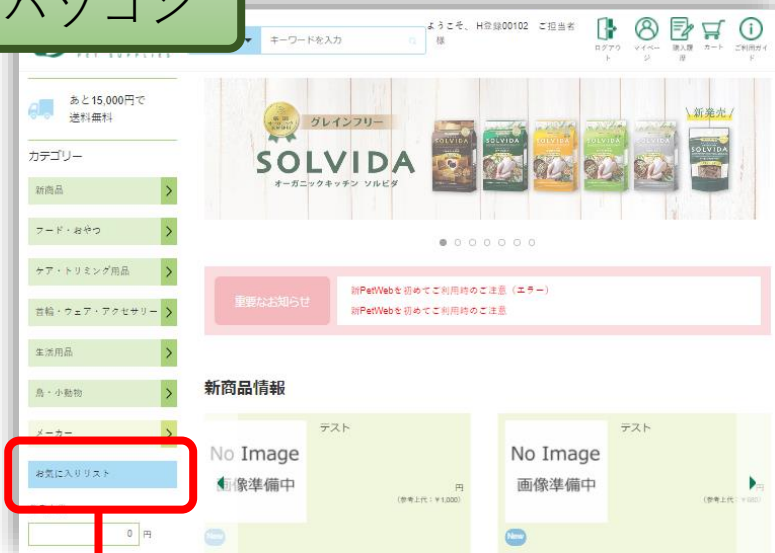 パソコン
キーワードを入力
ようこそ、 H登録00102 ご担当者
様
ログアウ
ト
マイペー
ジ
購入履
歴
カート
ご利用ガイ
ド
あと15,000円で
送料無料
カテゴリー
新商品
フード・おやつ
ケア・トリミング用品
首輪・ウェア・アクセサリー
生活用品
鳥・小動物
メーカー
お気に入りリスト
0 円
グレインフリー
SOLVIDA
オーガニックキッチン ソルビダ
新発売
重要なお知らせ
新PetWebを初めてご利用時のご注意（エラー）
新PetWebを初めてご利用時のご注意
新商品情報
テスト
No Image
画像準備中
円
(参考上代：￥1,000)
New
テスト
No Image
画像準備中
円
New